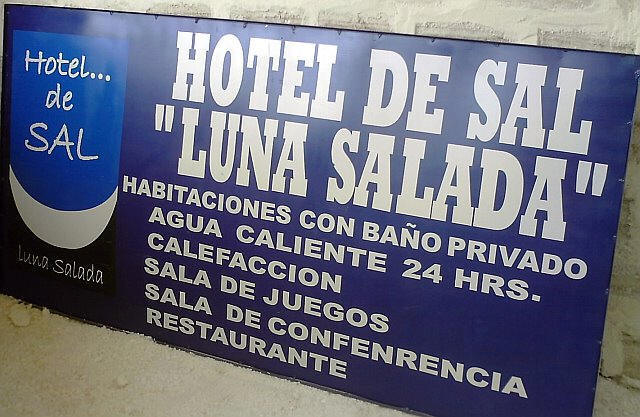 Hotel...
de
SAL
Luna Salada
HOTEL DE SAL
"LUNA SALADA"
HABITACIONES CON BAÑO PRIVADO
AGUA CALIENTE 24 HRS.
CALEFACCION
SALA DE JUEGOS
SALA DE CONFENRENCIA
RESTAURANTE